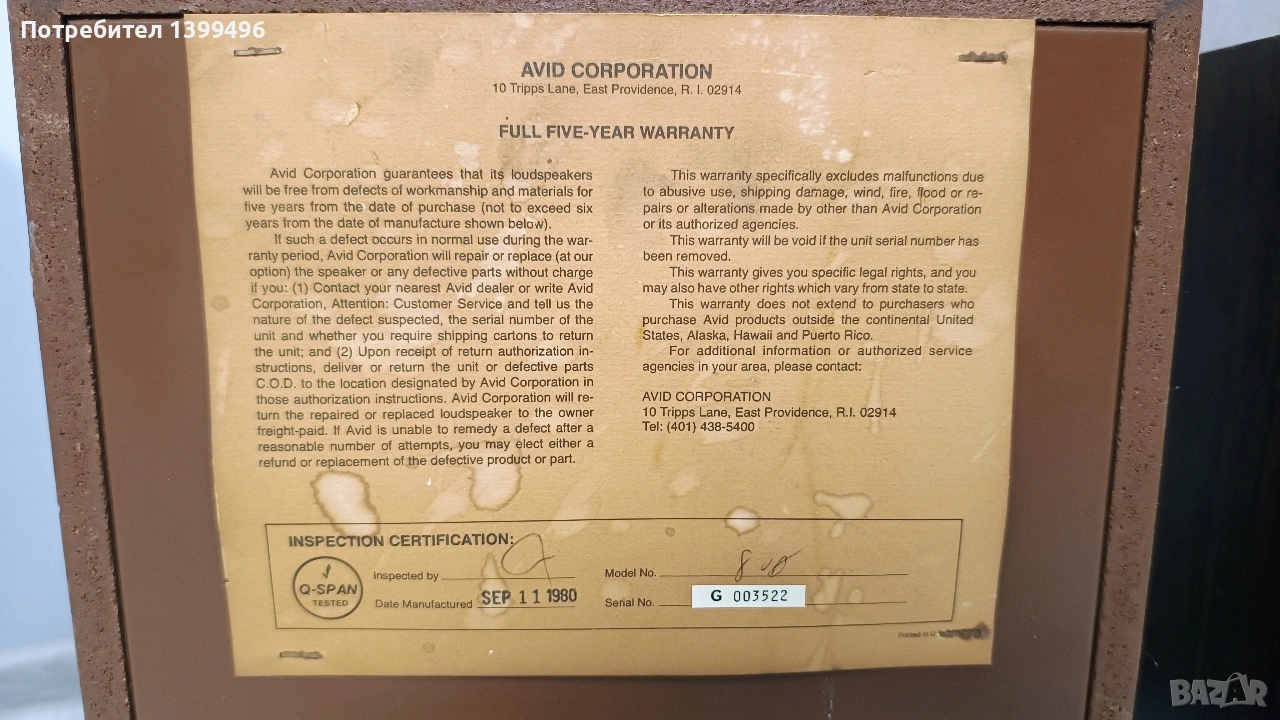 Потребител 1399496
AVID CORPORATION
10 Tripps Lane, East Providence, R. I. 02914
FULL FIVE-YEAR WARRANTY
Avid Corporation guarantees that its loudspeakers
will be free from defects of workmanship and materials for
five years from the date of purchase (not to exceed six
years from the date of manufacture shown below).
If such a defect occurs in normal use during the war-
ranty period, Avid Corporation will repair or replace (at our
option) the speaker or any defective parts without charge
if you: (1) Contact your nearest Avid dealer or write Avid
Corporation, Attention: Customer Service and tell us the
nature of the defect suspected, the serial number of the
unit and whether you require shipping cartons to return
the unit; and (2) Upon receipt of return authorization in-
structions, deliver or return the unit or defective parts
C.O.D. to the location designated by Avid Corporation in
those authorization instructions. Avid Corporation will re-
turn the repaired or replaced loudspeaker to the owner
freight-paid. If Avid is unable to remedy a defect after a
reasonable number of attempts, you may elect either a
refund or replacement of the defective product or part.
This warranty specifically excludes malfunctions due
to abusive use, shipping damage, wind, fire, flood or re-
pairs or alterations made by other than Avid Corporation
or its authorized agencies.
This warranty will be void if the unit serial number has
been removed.
This warranty gives you specific legal rights, and you
may also have other rights which vary from state to state.
This warranty does not extend to purchasers who
purchase Avid products outside the continental United
States, Alaska, Hawaii and Puerto Rico.
For additional information or authorized service
agencies in your area, please contact:
AVID CORPORATION
10 Tripps Lane, East Providence, R.I. 02914
Tel: (401) 438-5400
INSPECTION CERTIFICATION:
Q-SPAN
TESTED
Inspected by
Date Manufactured SEP 11 1980
Model No.
Serial No. G 003522
Printed in
BAZAR